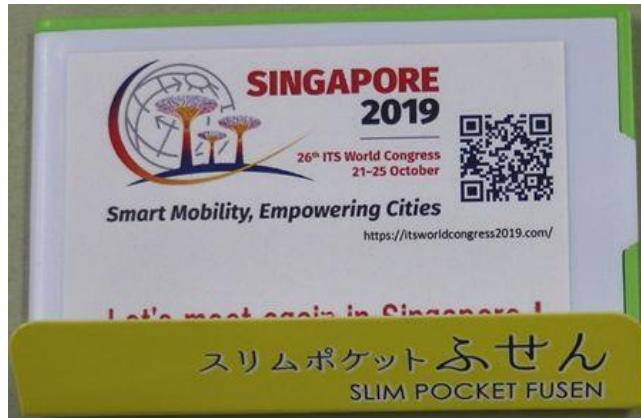 SINGAPORE
2019
26th ITS World Congress
21-25 October
Smart Mobility, Empowering Cities
https://itsworldcongress2019.com/
Let's meet again in Singapore !
スリムポケットふせん
SLIM POCKET FUSEN